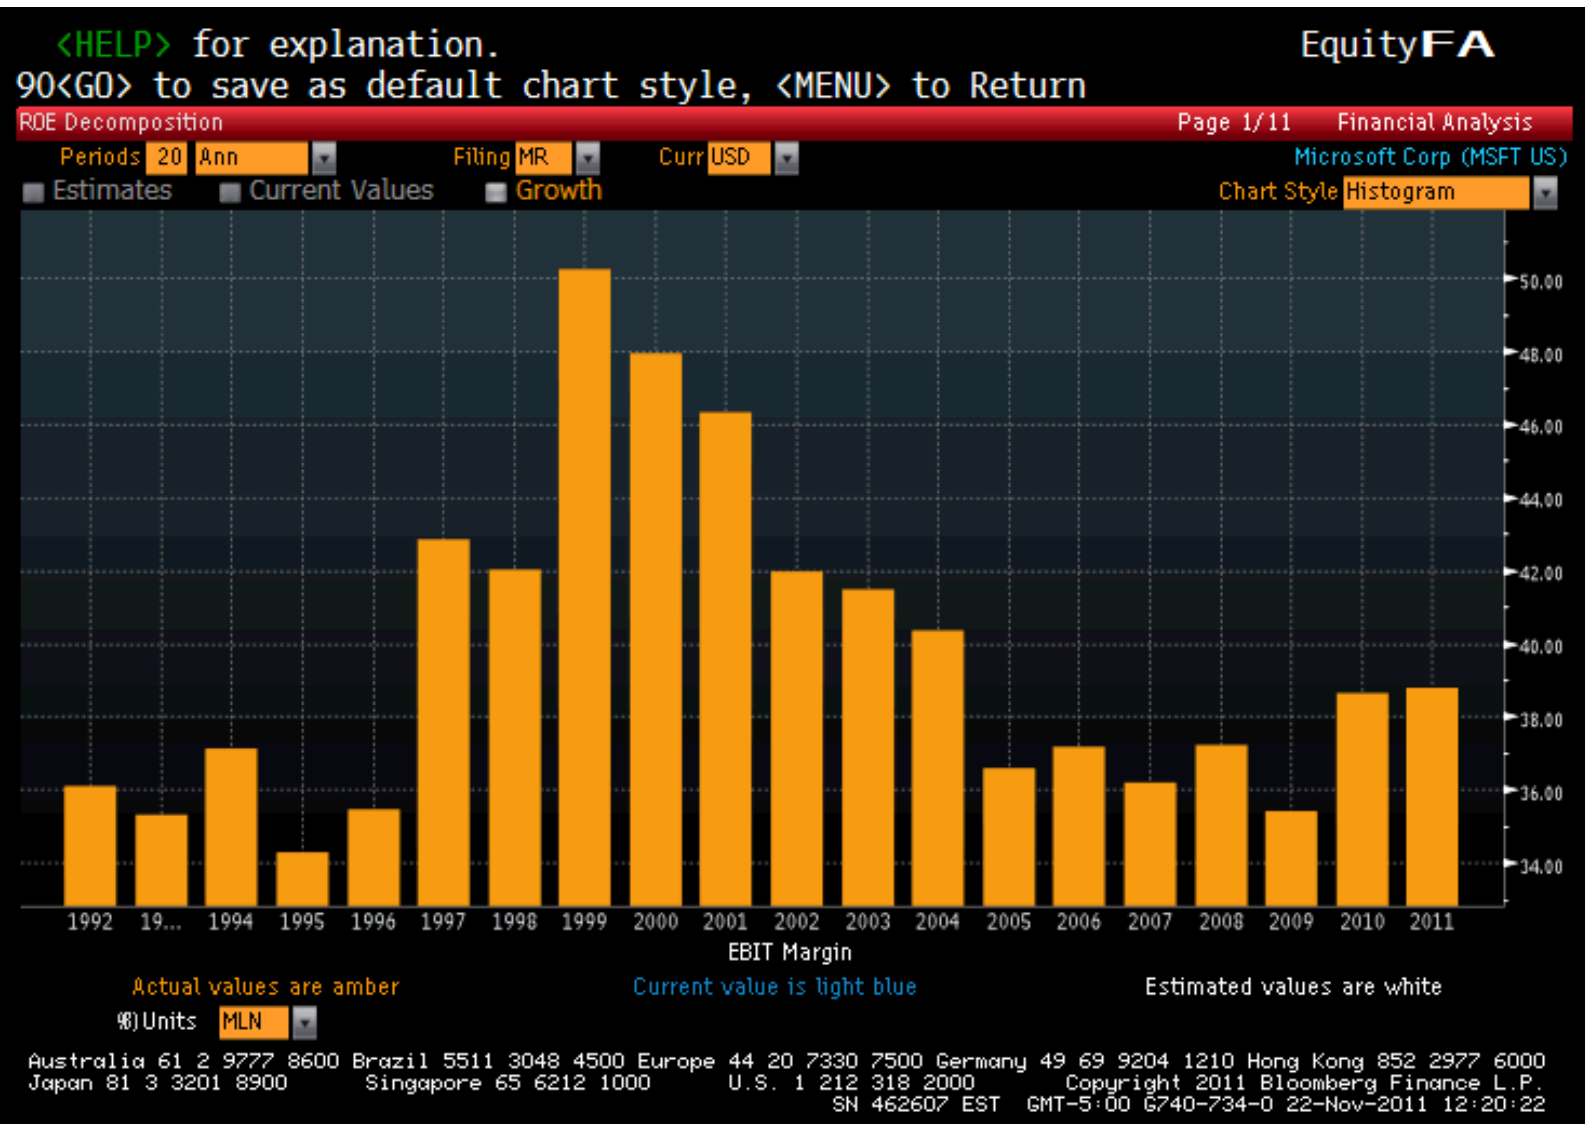 <HELP> for explanation. EquityFA
90<GO> to save as default chart style, <MENU> to Return
ROE Decomposition Page 1/11 Financial Analysis
Periods 20 Ann Filing MR Curr USD Microsoft Corp (MSFT US)
Estimates Current Values Growth Chart Style Histogram
50.00
48.00
46.00
44.00
42.00
40.00
38.00
36.00
34.00
1992 19... 1994 1995 1996 1997 1998 1999 2000 2001 2002 2003 2004 2005 2006 2007 2008 2009 2010 2011
EBIT Margin
Actual values are amber Current value is light blue Estimated values are white
Units MLN
Australia 61 2 9777 8600 Brazil 5511 3048 4500 Europe 44 20 7330 7500 Germany 49 69 9204 1210 Hong Kong 852 2977 6000
Japan 81 3 3201 8900 Singapore 65 6212 1000 U.S. 1 212 318 2000 Copyright 2011 Bloomberg Finance L.P.
SN 462607 EST GMT-5:00 G740-734-0 22-Nov-2011 12:20:22